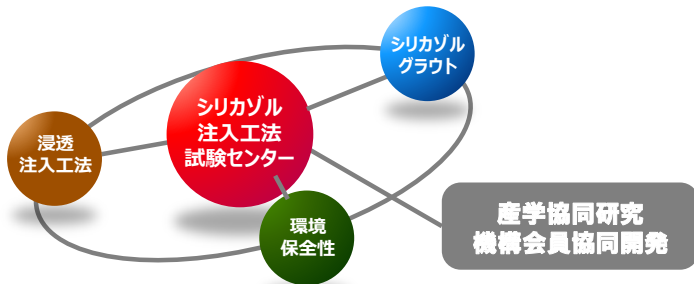 シリカゾル
グラウト
シリカゾル
注入工法
試験センター
浸透
注入工法
環境
保全性
産学協同研究
機構会員協同開発